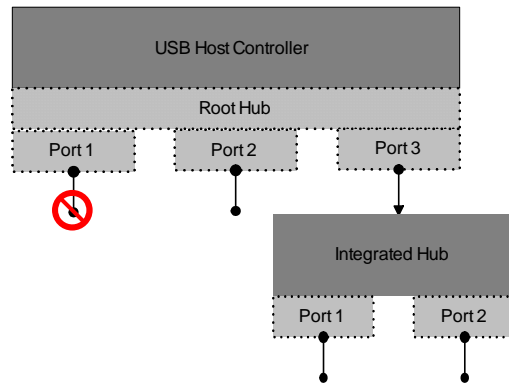 USB Host Controller
Root Hub
Port 1
Port 2
Port 3
Integrated Hub
Port 1
Port 2